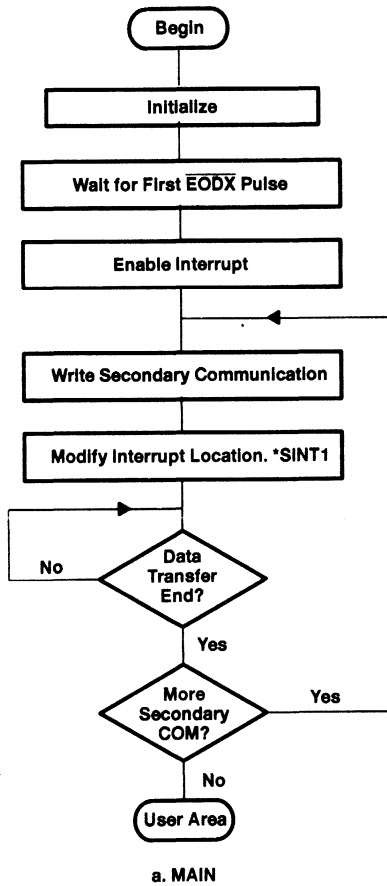 Begin
Initialize
Wait for First EODX Pulse
Enable Interrupt
Write Secondary Communication
Modify Interrupt Location. *SINT1
Data
Transfer
End?
No
Yes
More
Secondary
COM?
Yes
No
User Area
a. MAIN